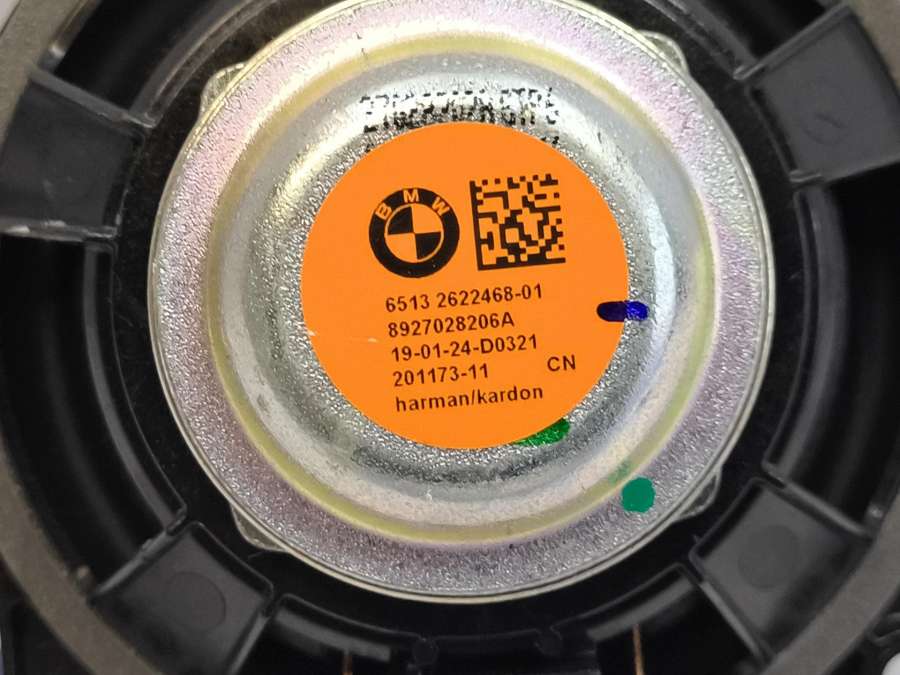 BMW
6513 2622468-01
8927028206A
19-01-24-D0321
201173-11 CN
harman/kardon